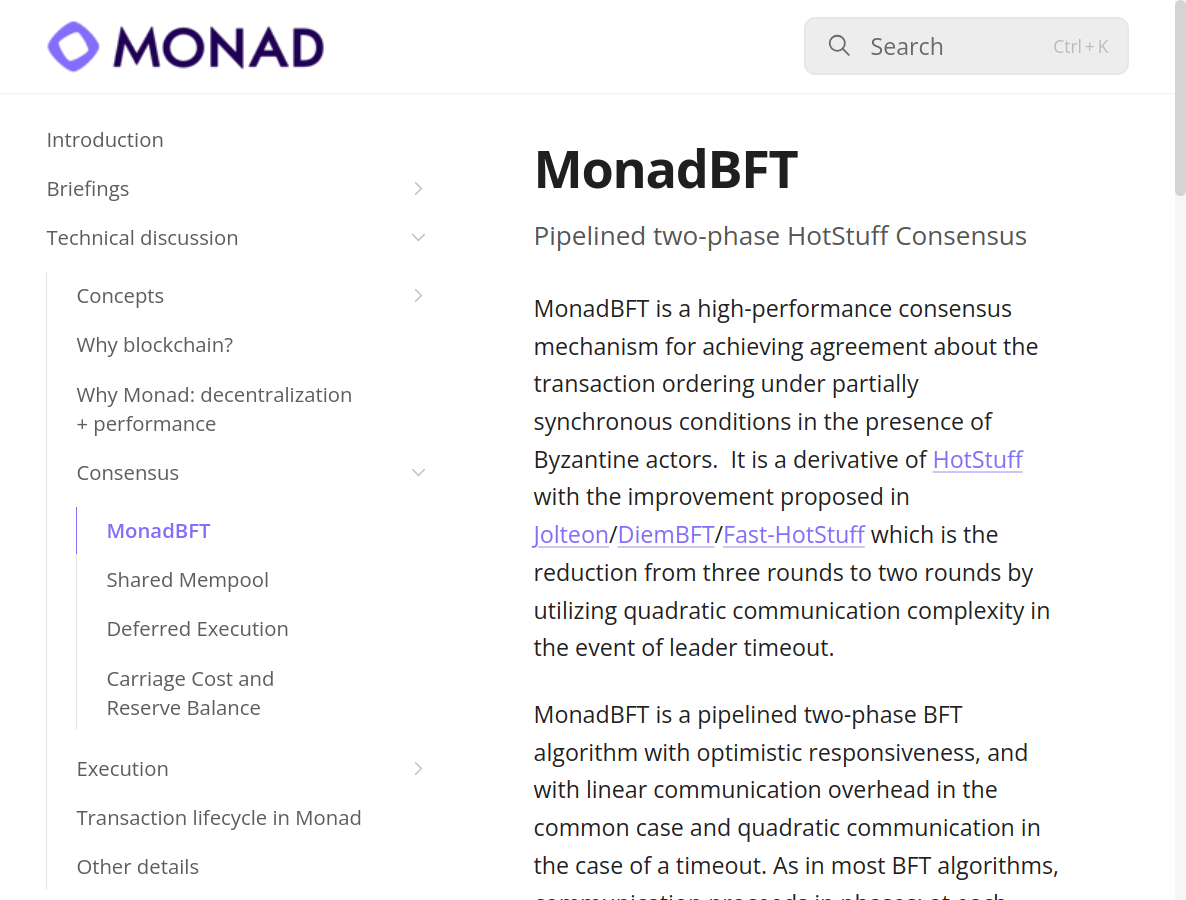 MONAD
Search
Ctrl + K
Introduction
Briefings
Technical discussion
Concepts
Why blockchain?
Why Monad: decentralization
+ performance
Consensus
MonadBFT
Shared Mempool
Deferred Execution
Carriage Cost and
Reserve Balance
Execution
Transaction lifecycle in Monad
Other details
MonadBFT
Pipelined two-phase HotStuff Consensus
MonadBFT is a high-performance consensus
mechanism for achieving agreement about the
transaction ordering under partially
synchronous conditions in the presence of
Byzantine actors.  It is a derivative of HotStuff
with the improvement proposed in
Jolteon/DiemBFT/Fast-HotStuff which is the
reduction from three rounds to two rounds by
utilizing quadratic communication complexity in
the event of leader timeout.
MonadBFT is a pipelined two-phase BFT
algorithm with optimistic responsiveness, and
with linear communication overhead in the
common case and quadratic communication in
the case of a timeout. As in most BFT algorithms,
communication proceeds in phases; at each